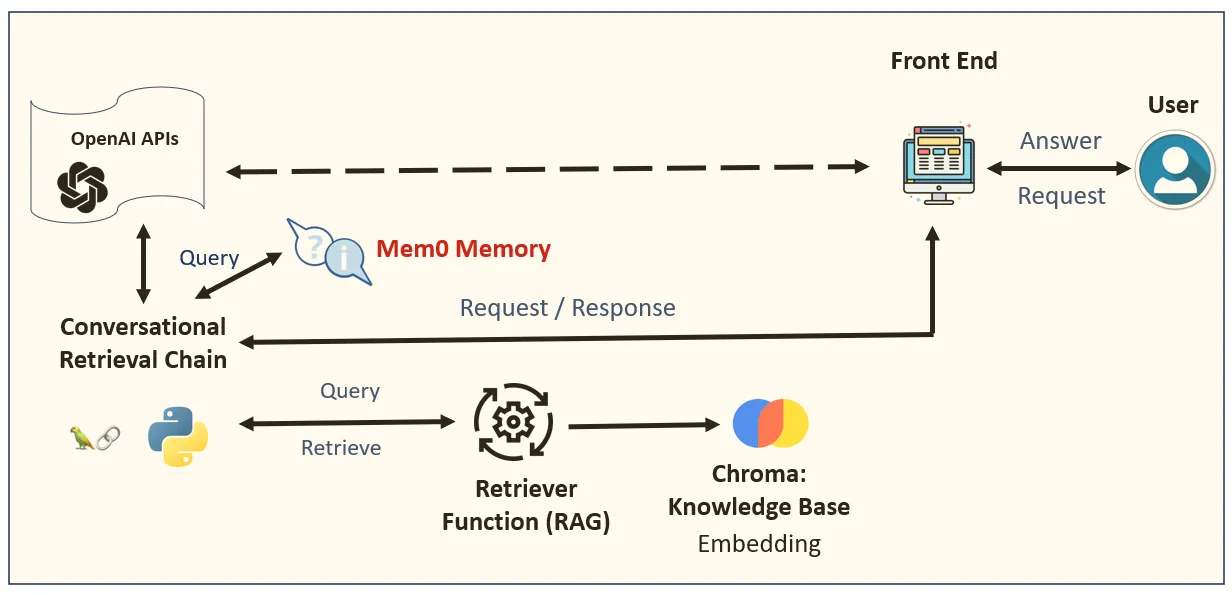 Front End
User
OpenAI APIs
Answer
Request
Query
Mem0 Memory
Request / Response
Conversational
Retrieval Chain
Query
Retrieve
?
i
Retriever
Function (RAG)
Chroma:
Knowledge Base
Embedding